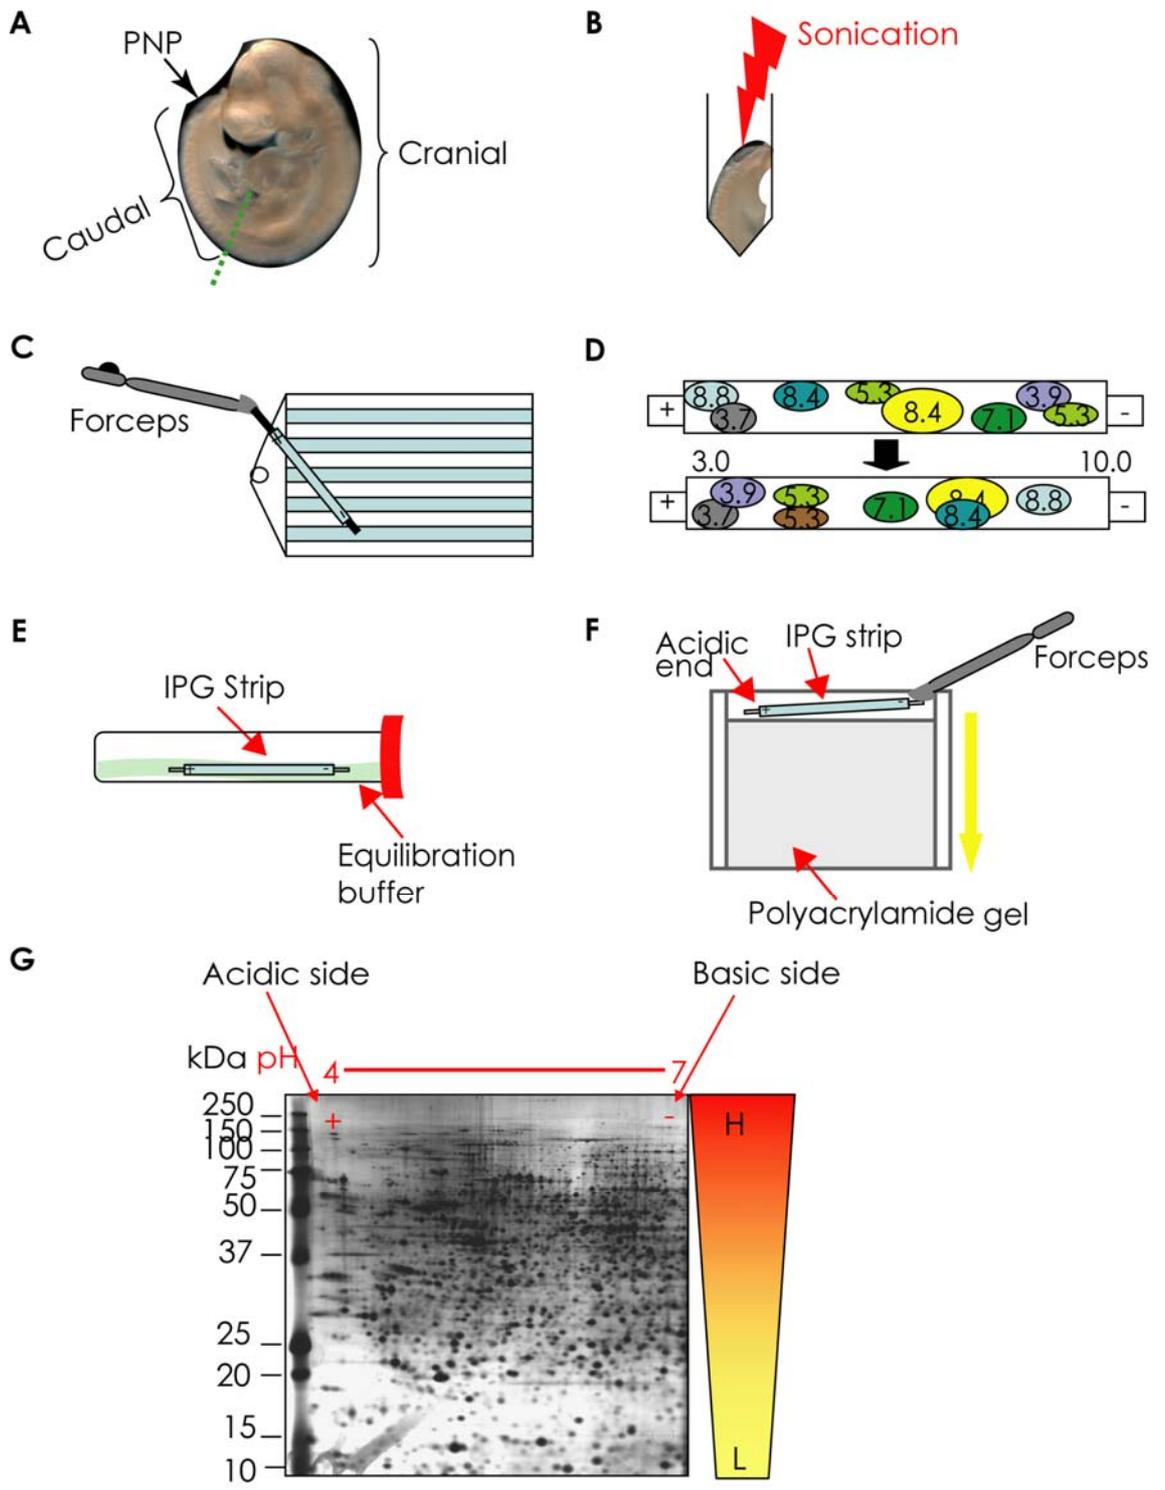 A
PNP
Cranial
Caudal
B
Sonication
C
Forceps
D
8.8 8.4 5.3 3.9
+ 3.7 8.4 7.1 5.3 -
3.0 10.0
3.9 5.3 8.4 8.8
+ 3.7 5.3 7.1 8.4 -
E
IPG Strip
+ -
Equilibration
buffer
F
Acidic
end
IPG strip
Forceps
+ -
Polyacrylamide gel
G
Acidic side
Basic side
kDa pH 4 7
+ -
250
150
100
75
50
37
25
20
15
10
H
L